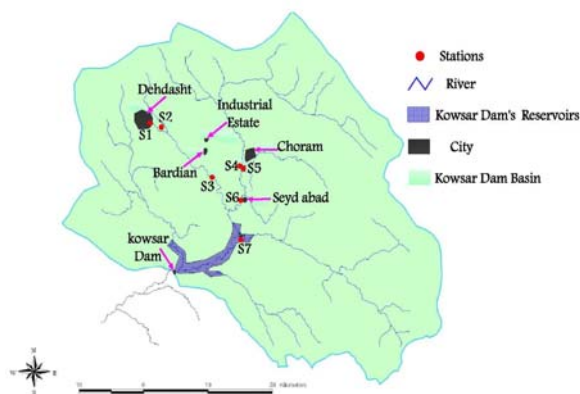 Dehdasht
Industrial
Estate
S1
S2
Choram
Bardian
S3
S4
S5
S6
Seyd abad
S7
kowsar
Dam
Stations
River
Kowsar Dam's Reservoirs
City
Kowsar Dam Basin